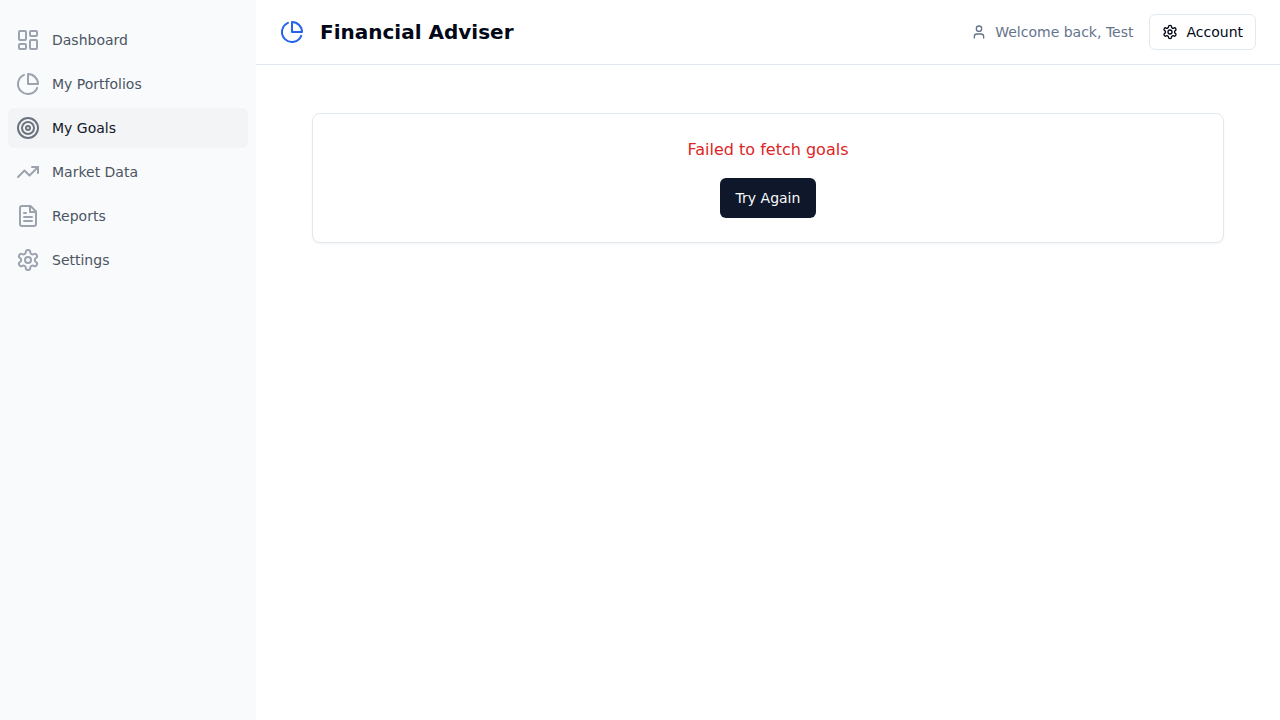 Dashboard
My Portfolios
My Goals
Market Data
Reports
Settings
Financial Adviser
Welcome back, Test
Account
Failed to fetch goals
Try Again